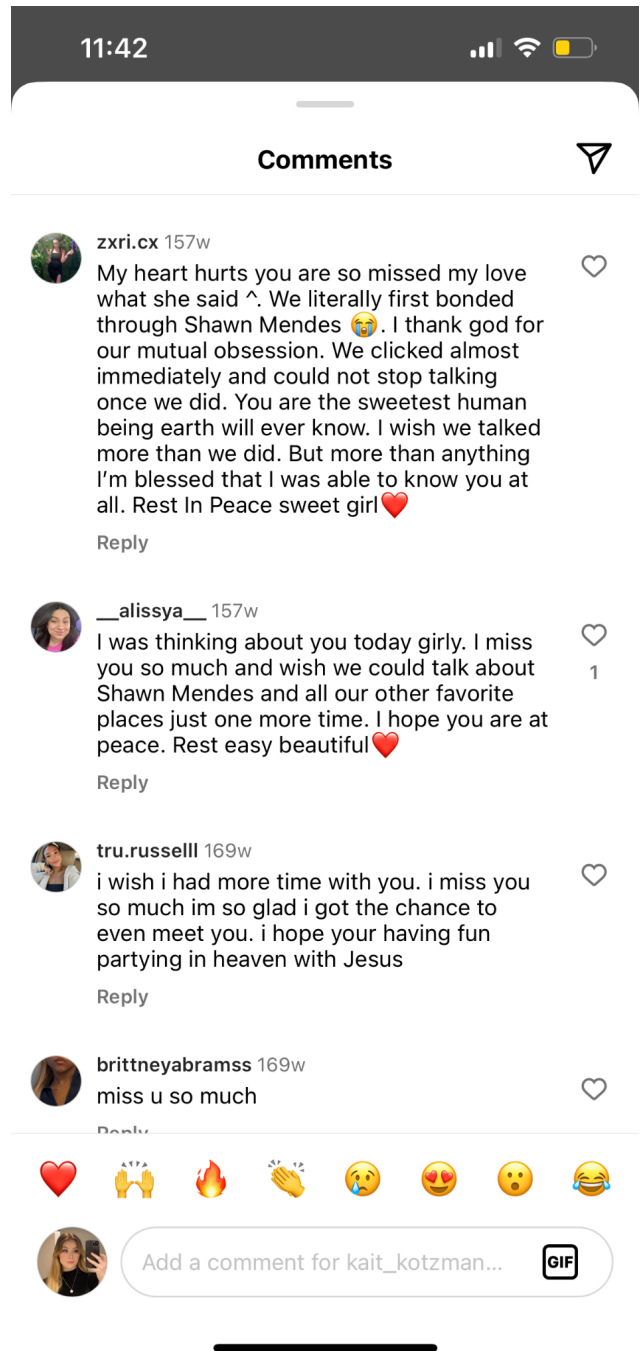 11:42
Comments
zxri.cx 157w
My heart hurts you are so missed my love
what she said ^. We literally first bonded
through Shawn Mendes 😭. I thank god for
our mutual obsession. We clicked almost
immediately and could not stop talking
once we did. You are the sweetest human
being earth will ever know. I wish we talked
more than we did. But more than anything
I'm blessed that I was able to know you at
all. Rest In Peace sweet girl❤️
Reply
__alissya__ 157w
I was thinking about you today girly. I miss
you so much and wish we could talk about
Shawn Mendes and all our other favorite
places just one more time. I hope you are at
peace. Rest easy beautiful❤️
1
Reply
tru.russelll 169w
i wish i had more time with you. i miss you
so much im so glad i got the chance to
even meet you. i hope your having fun
partying in heaven with Jesus
Reply
brittneyabramss 169w
miss u so much
Reply
❤️ 🙌 🔥 👏 😢 😍 😮 😂
Add a comment for kait_kotzman... GIF